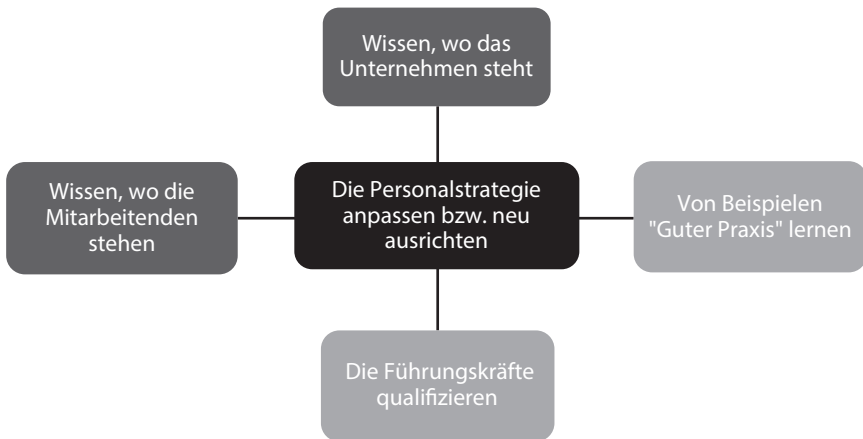 Wissen, wo das
Unternehmen steht
Wissen, wo die
Mitarbeitenden
stehen
Die Personalstrategie
anpassen bzw. neu
ausrichten
Von Beispielen
"Guter Praxis" lernen
Die Führungskräfte
qualifizieren